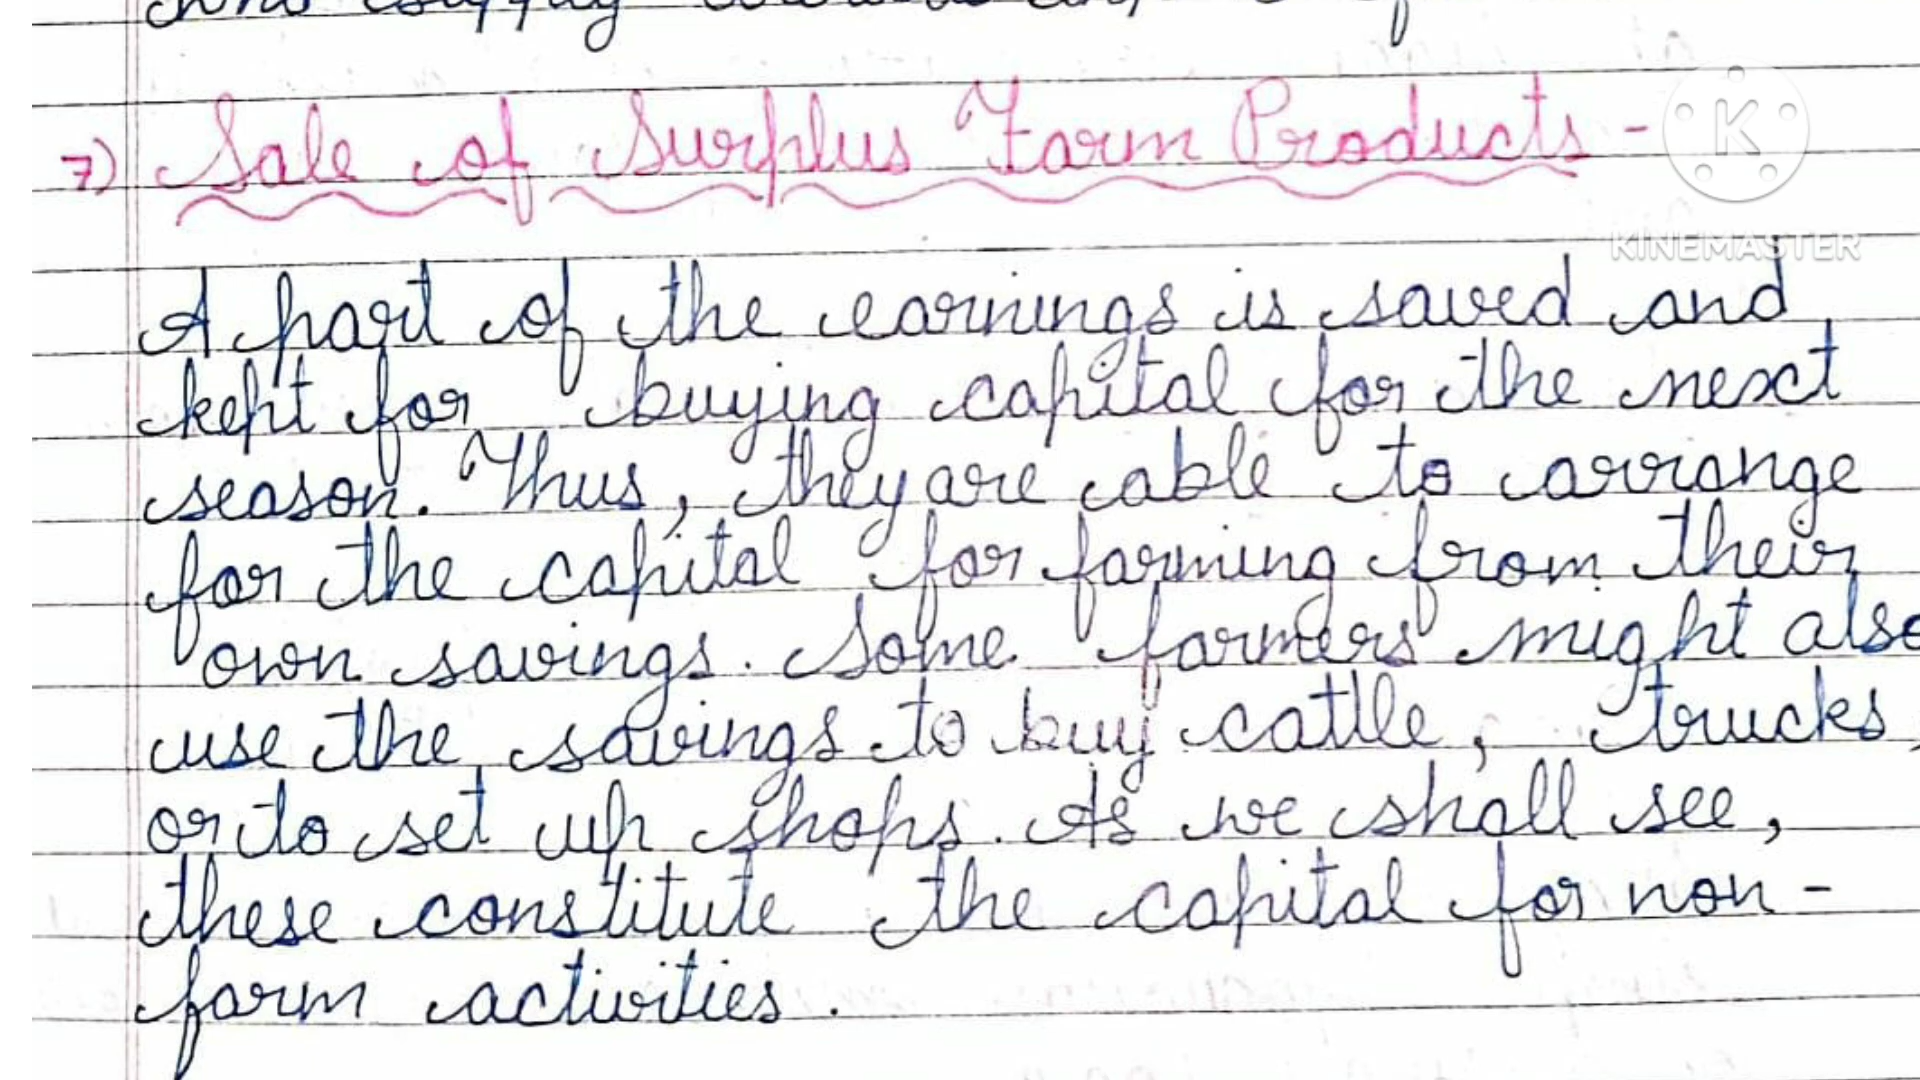 7) Sale of Surplus Farm Products -
K
KINEMASTER
A part of the earnings is saved and
kept for buying capital for the next
season. Thus, they are able to arrange
for the capital for farming from their
own savings. Some farmers might also
use the savings to buy cattle, trucks,
or to set up shops. As we shall see,
these constitute the capital for non-
farm activities.